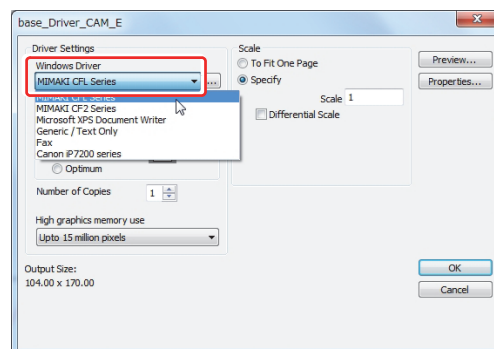 base_Driver_CAM_E
Driver Settings
Windows Driver
MIMAKI CFL Series
...
MIMAKI CFL Series
MIMAKI CF2 Series
Microsoft XPS Document Writer
Generic / Text Only
Fax
Canon iP7200 series
Optimum
Number of Copies
1
High graphics memory use
Upto 15 million pixels
Output Size:
104.00 x 170.00
Scale
To Fit One Page
Specify
Scale 1
Differential Scale
Preview...
Properties...
OK
Cancel